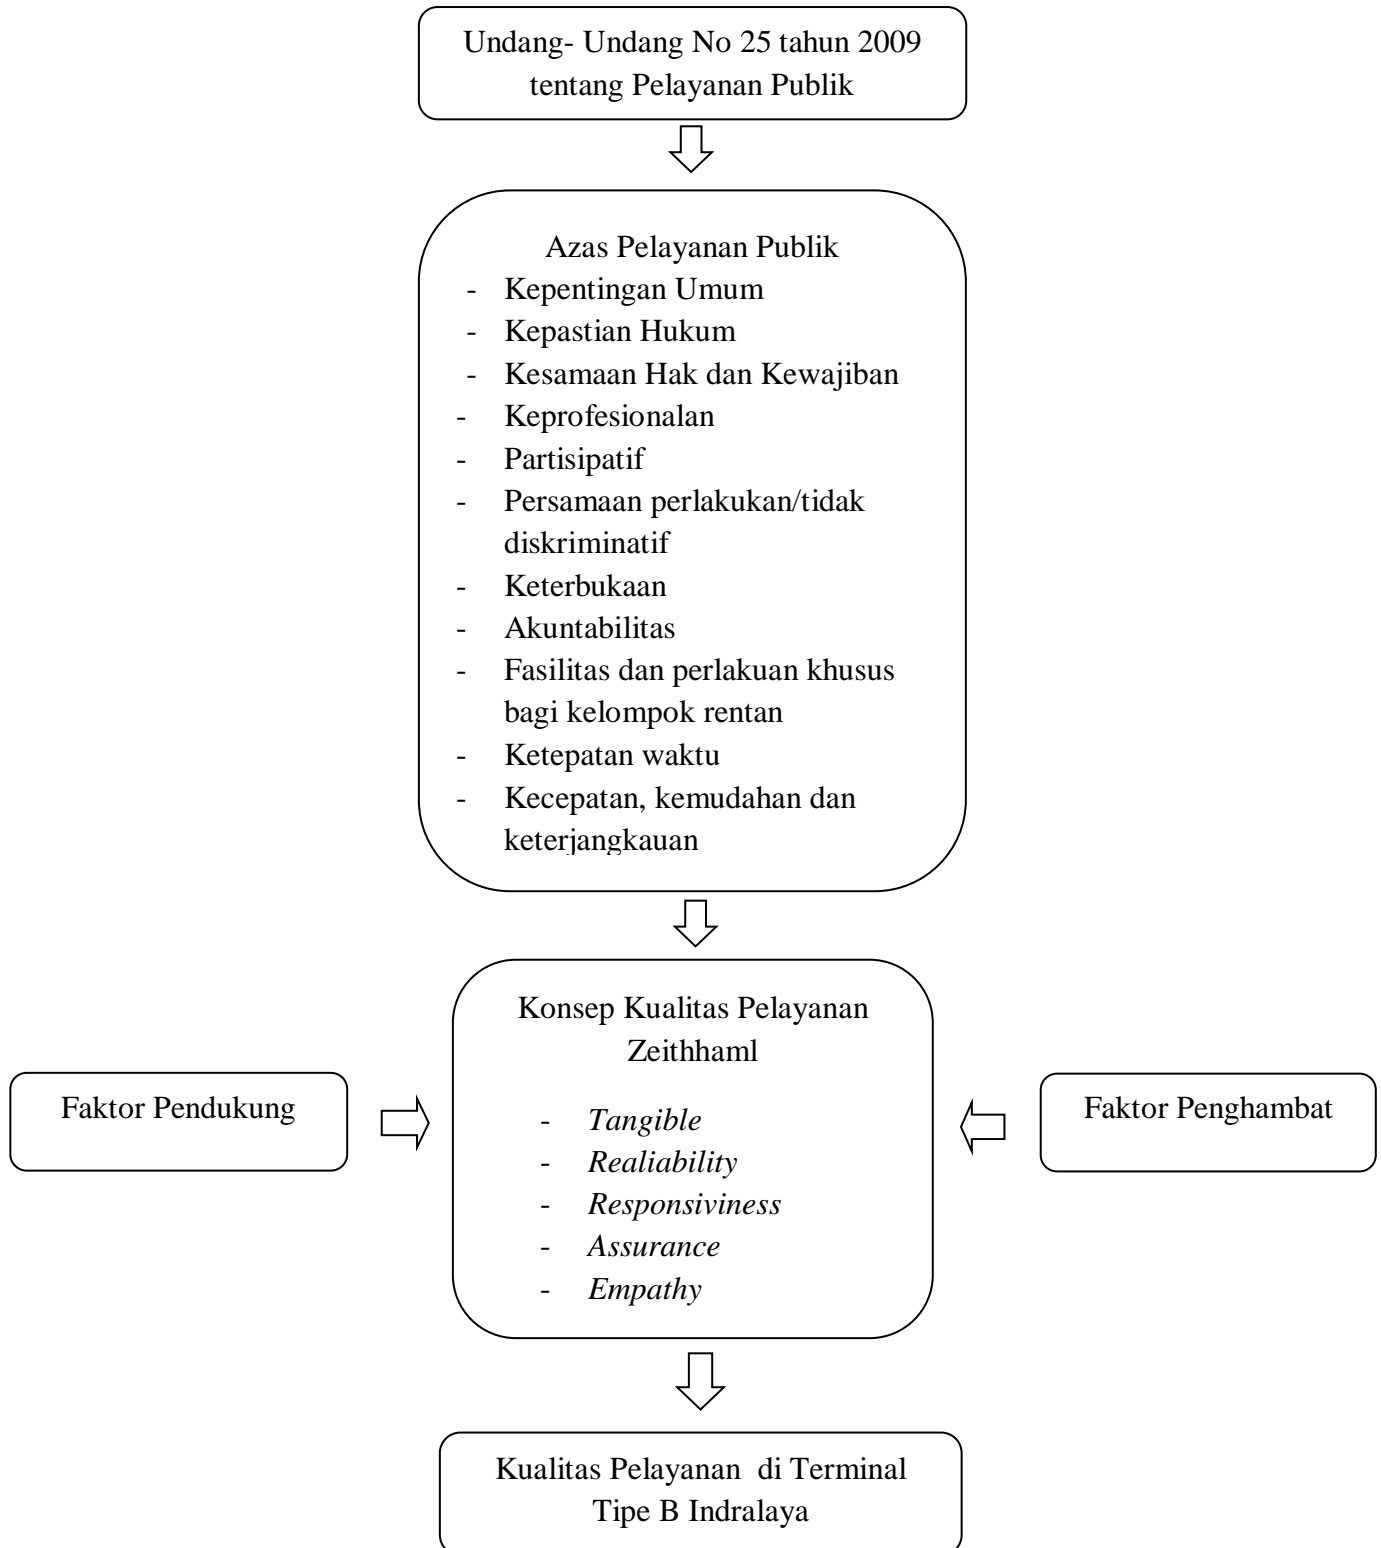 Undang- Undang No 25 tahun 2009
tentang Pelayanan Publik
Azas Pelayanan Publik
- Kepentingan Umum
- Kepastian Hukum
- Kesamaan Hak dan Kewajiban
- Keprofesionalan
- Partisipatif
- Persamaan perlakukan/tidak
diskriminatif
- Keterbukaan
- Akuntabilitas
- Fasilitas dan perlakuan khusus
bagi kelompok rentan
- Ketepatan waktu
- Kecepatan, kemudahan dan
keterjangkauan
Konsep Kualitas Pelayanan
Zeithhaml
- Tangible
- Realiability
- Responsiviness
- Assurance
- Empathy
Faktor Pendukung
Faktor Penghambat
Kualitas Pelayanan di Terminal
Tipe B Indralaya